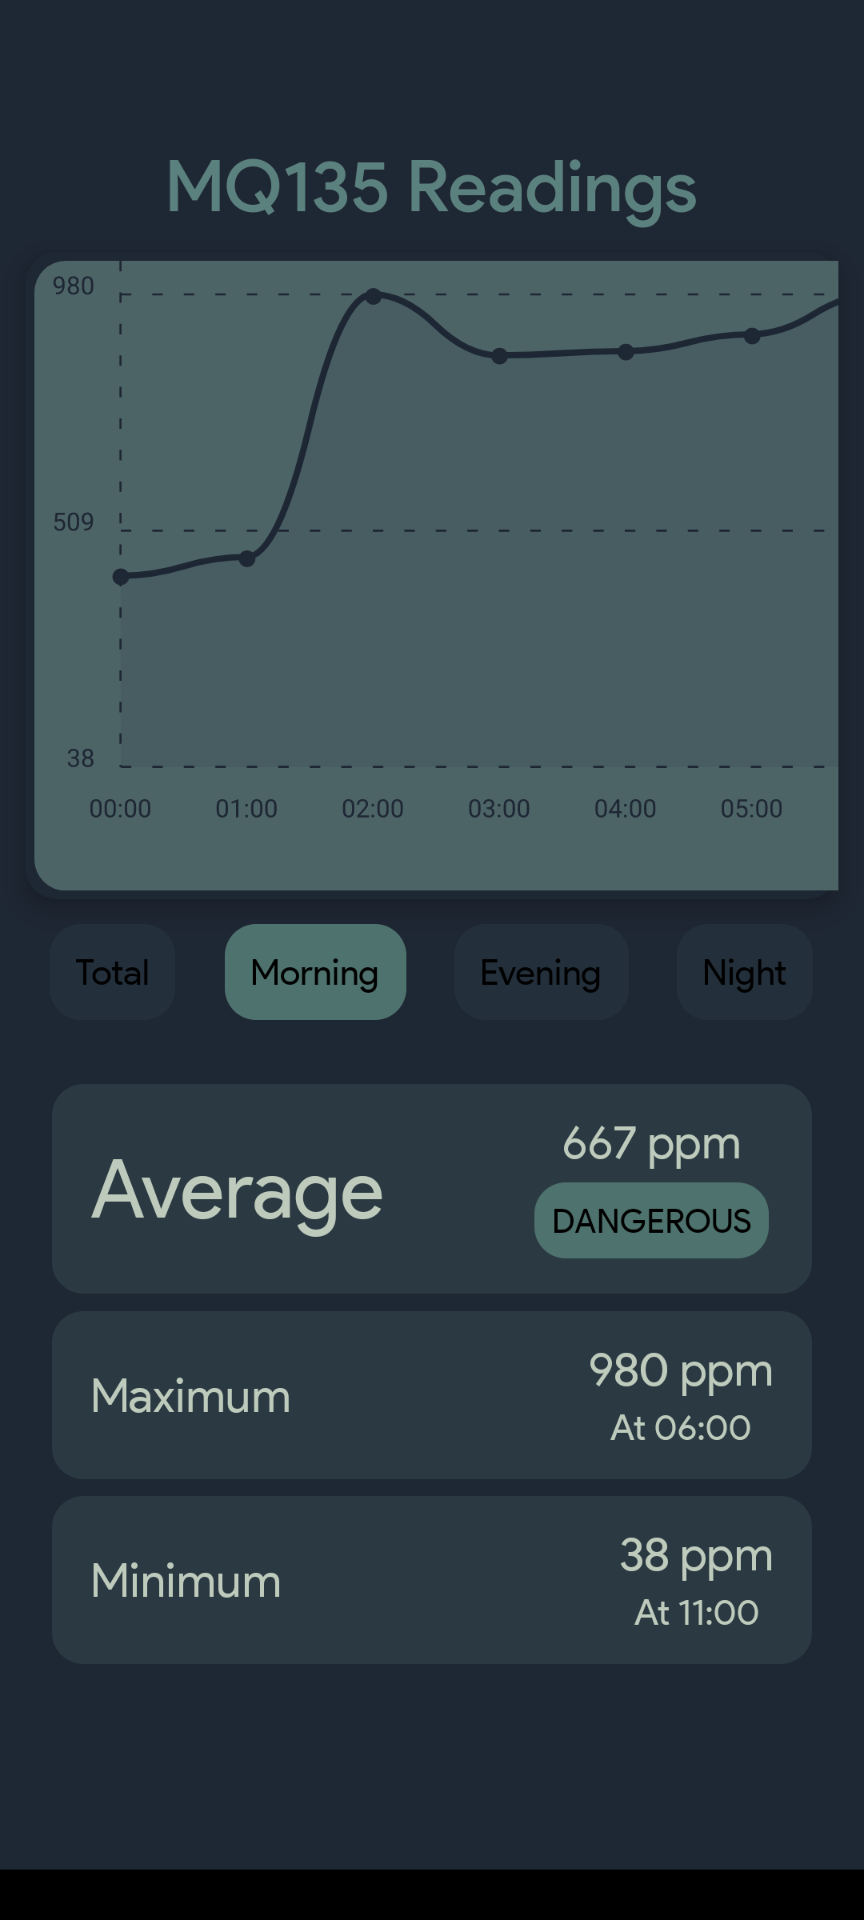 MQ135 Readings
980
509
38
00:00 01:00 02:00 03:00 04:00 05:00
Total Morning Evening Night
Average
667 ppm
DANGEROUS
Maximum
980 ppm
At 06:00
Minimum
38 ppm
At 11:00